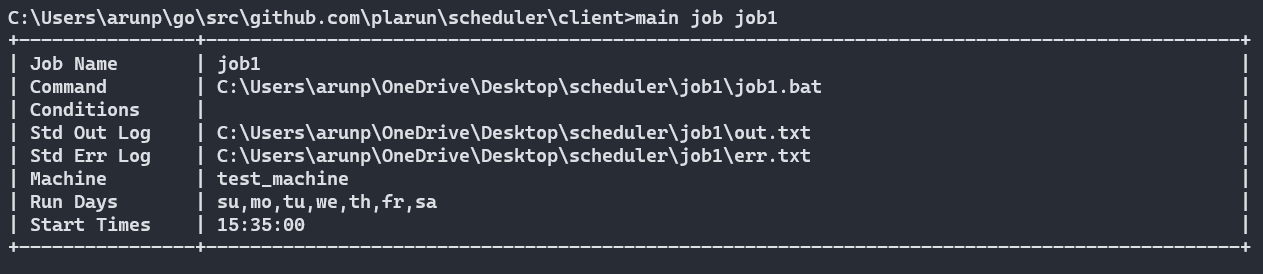 C:\Users\arunp\go\src\github.com\plarun\scheduler\client>main job job1
+----------------+----------------------------------------------------------------------------------------------+
| Job Name       | job1                                                                                         |
| Command        | C:\Users\arunp\OneDrive\Desktop\scheduler\job1\job1.bat                                      |
| Conditions     |                                                                                              |
| Std Out Log    | C:\Users\arunp\OneDrive\Desktop\scheduler\job1\out.txt                                       |
| Std Err Log    | C:\Users\arunp\OneDrive\Desktop\scheduler\job1\err.txt                                       |
| Machine        | test_machine                                                                                 |
| Run Days       | su,mo,tu,we,th,fr,sa                                                                         |
| Start Times    | 15:35:00                                                                                     |
+----------------+----------------------------------------------------------------------------------------------+